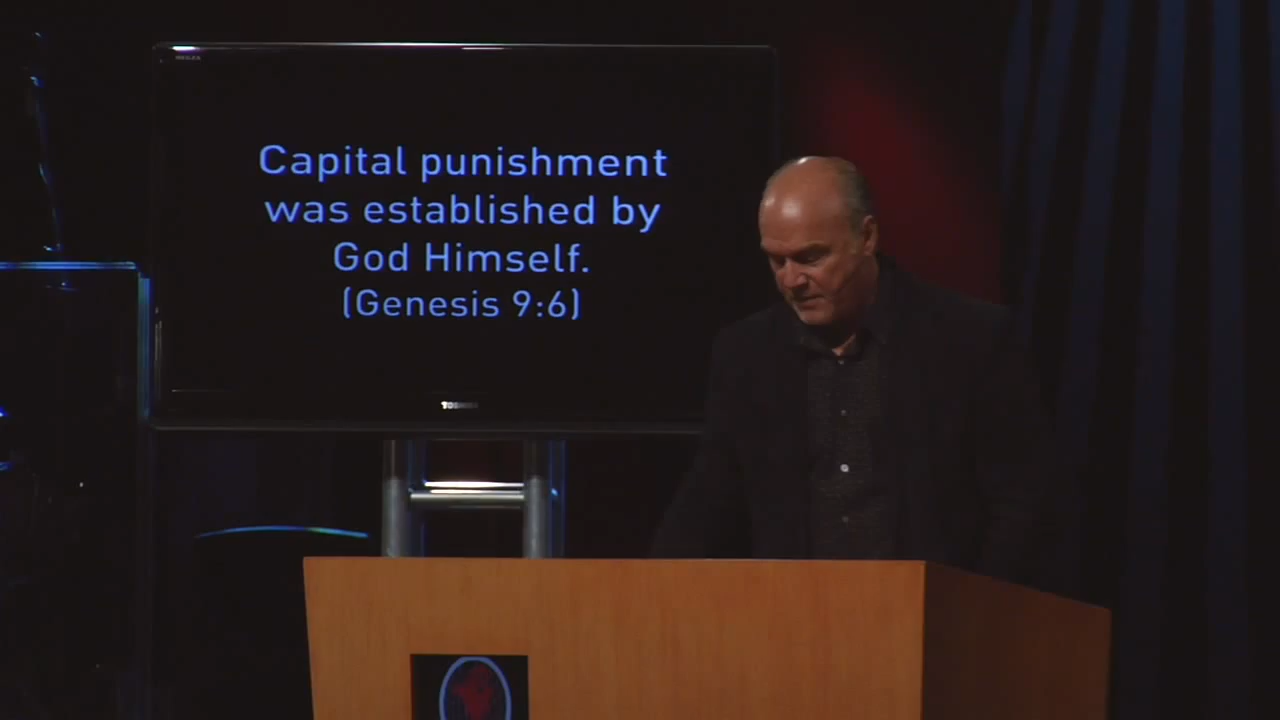 Capital punishment
was established by
God Himself.
(Genesis 9:6)
TOSHIBA